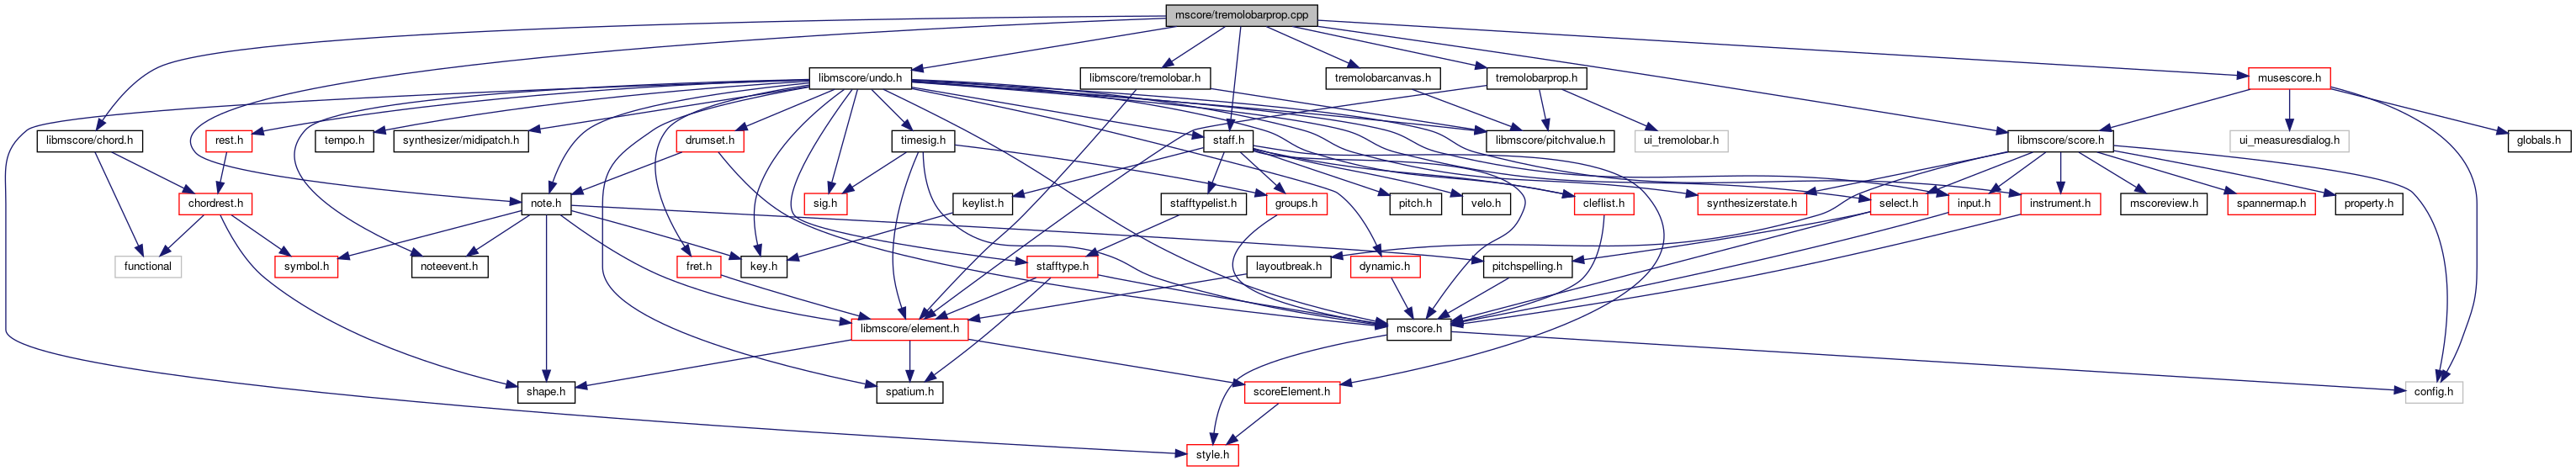 mscore/tremolobarprop.cpp
libmscore/undo.h
libmscore/tremolobar.h
tremolobarcanvas.h
tremolobarprop.h
musescore.h
libmscore/chord.h
rest.h
tempo.h
synthesizer/midipatch.h
drumset.h
timesig.h
staff.h
libmscore/pitchvalue.h
ui_tremolobar.h
libmscore/score.h
ui_measuresdialog.h
globals.h
chordrest.h
note.h
sig.h
keylist.h
stafftypelist.h
groups.h
pitch.h
velo.h
cleflist.h
synthesizerstate.h
select.h
input.h
instrument.h
mscoreview.h
spannermap.h
property.h
functional
symbol.h
noteevent.h
fret.h
key.h
stafftype.h
layoutbreak.h
dynamic.h
pitchspelling.h
libmscore/element.h
mscore.h
shape.h
spatium.h
scoreElement.h
config.h
style.h